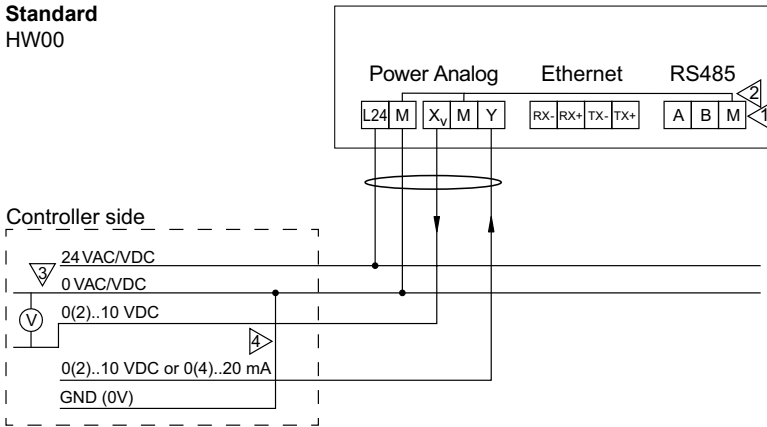 Standard
HW00
Power Analog Ethernet RS485
2
L24 M Xv M Y RX- RX+ TX- TX+ A B M 1
Controller side
24 VAC/VDC
3
0 VAC/VDC
V
0(2)..10 VDC
4
0(2)..10 VDC or 0(4)..20 mA
GND (0V)